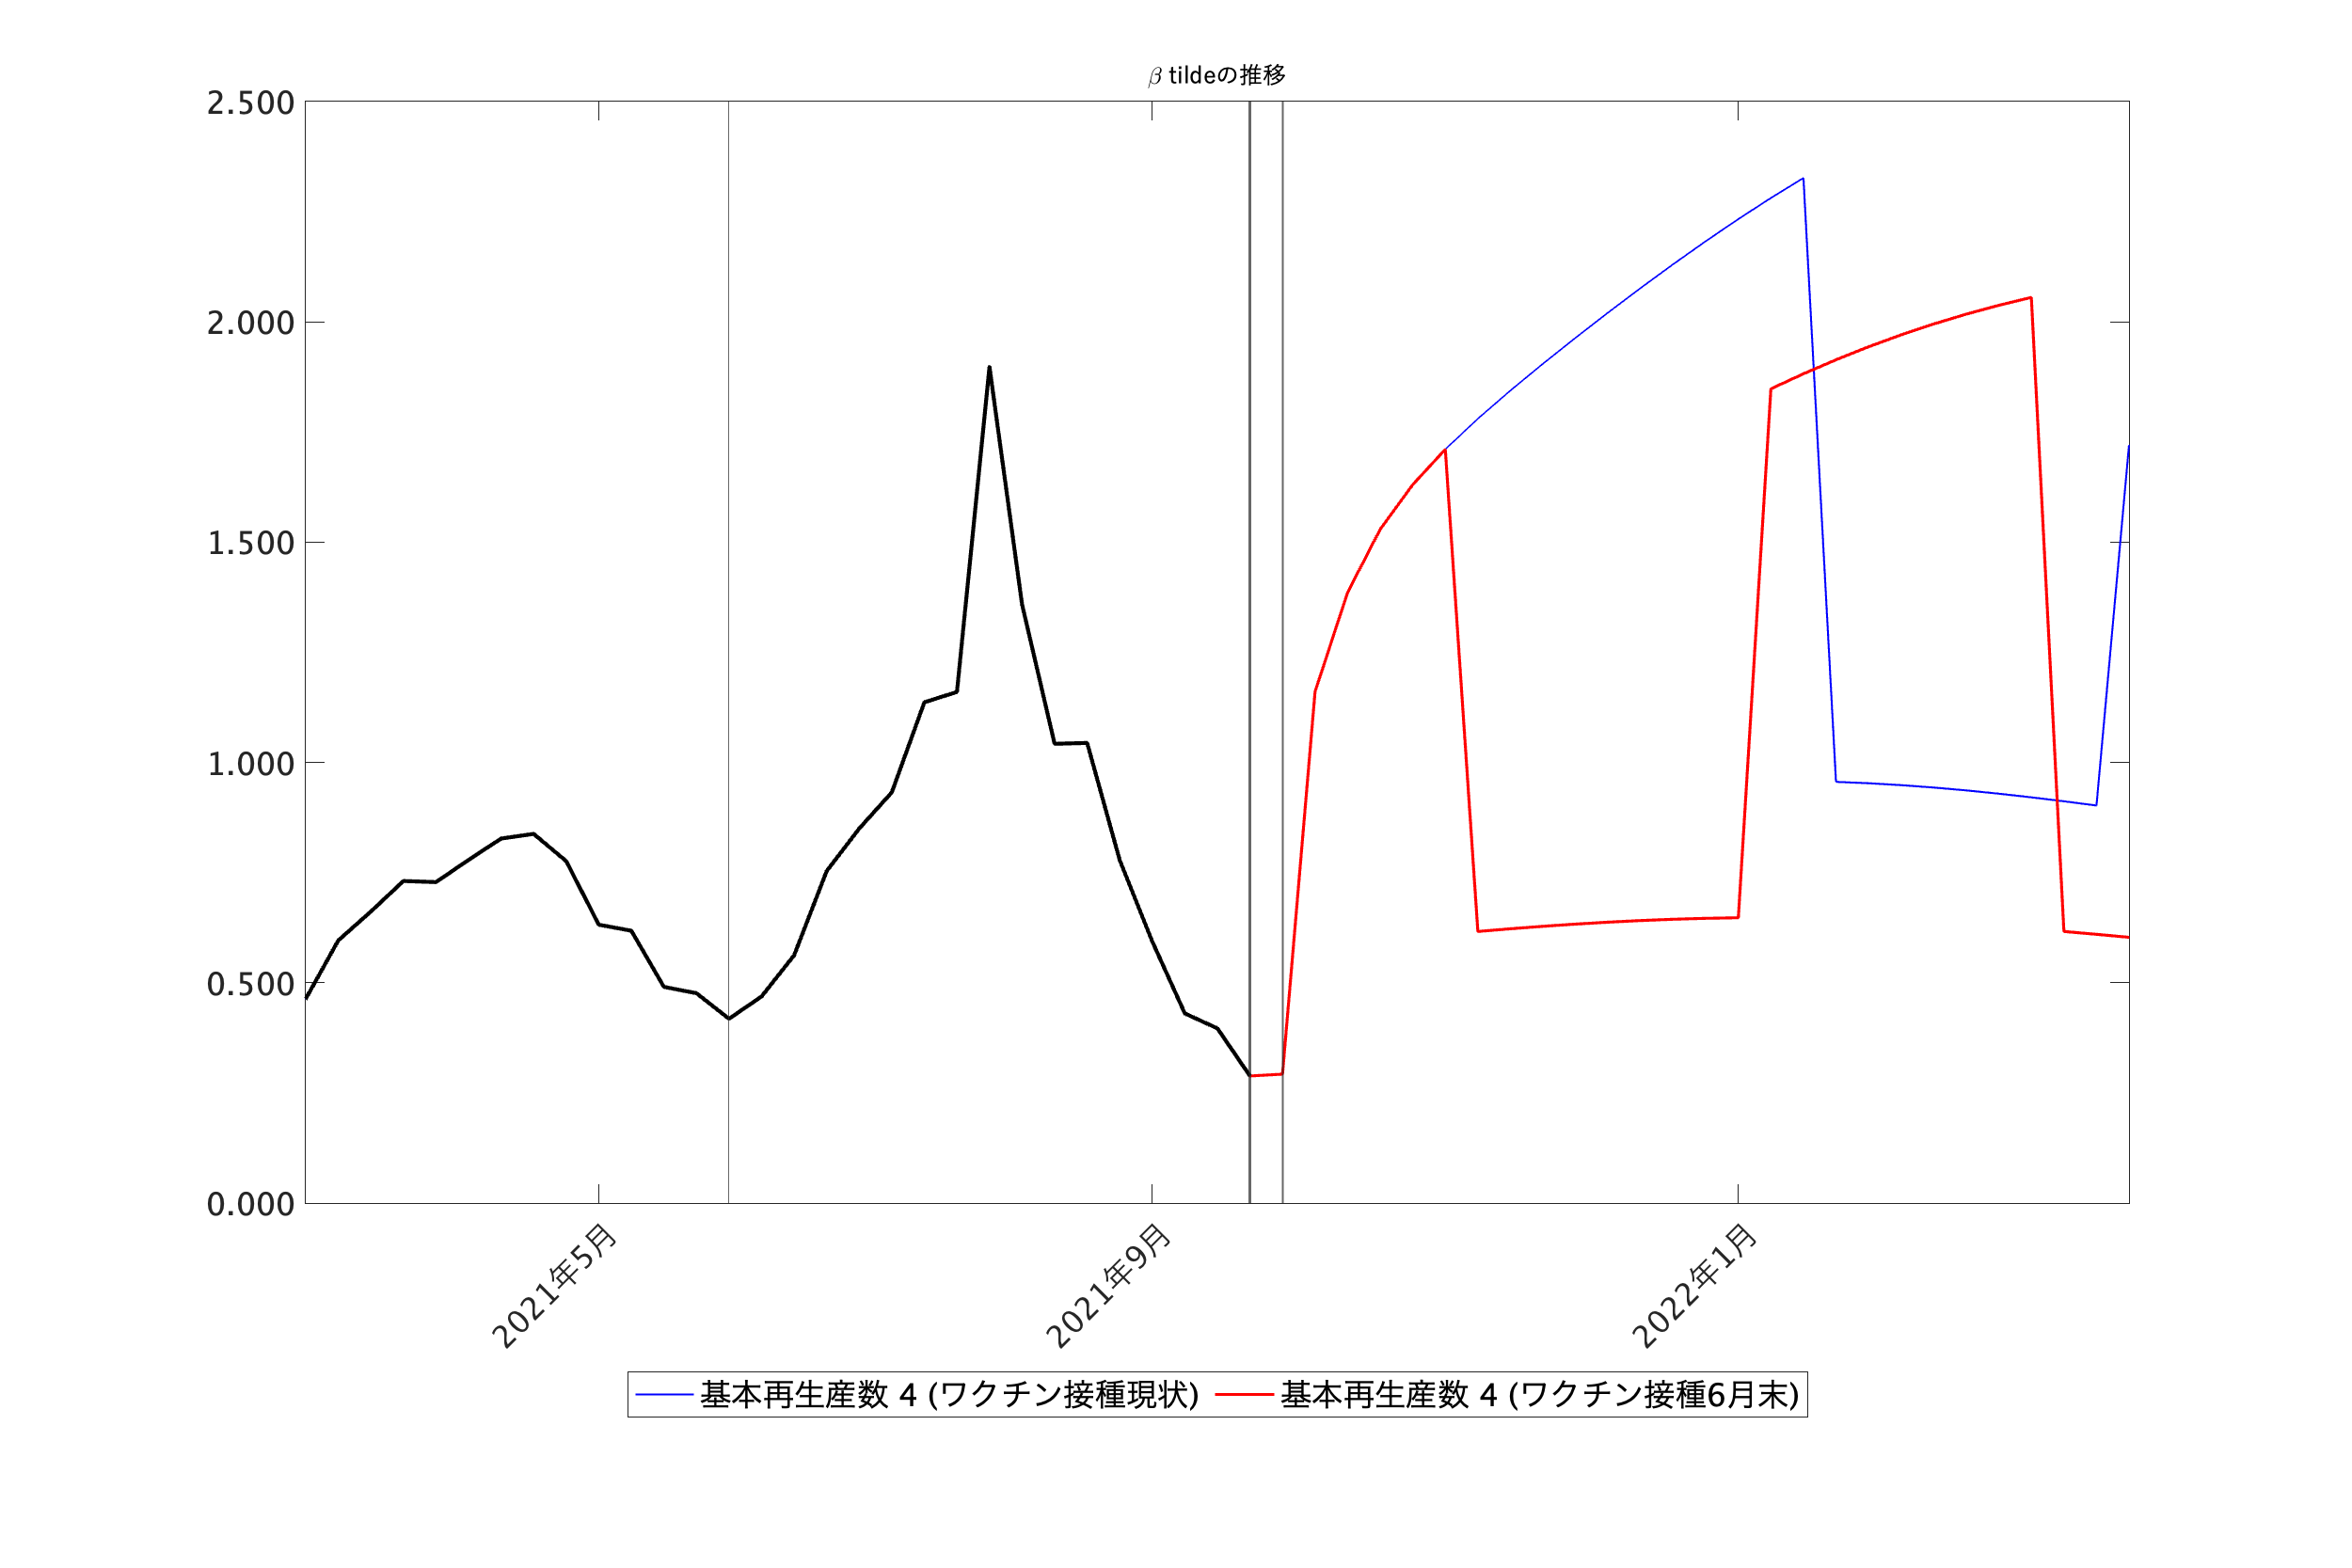 β tildeの推移
2.500
2.000
1.500
1.000
0.500
0.000
2021年5月
2021年9月
2022年1月
基本再生産数 4 (ワクチン接種現状)
基本再生産数 4 (ワクチン接種6月末)